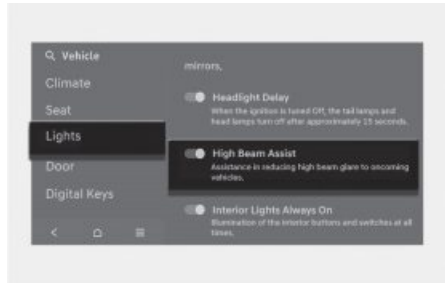 Vehicle
Climate
Seat
Lights
Door
Digital Keys
mirrors,
Headlight Delay
When the ignition is tuned Off, the tail lamps and
head lamps turn off after approximately 15 seconds.
High Beam Assist
Assistance in reducing high beam glare to oncoming
vehicles.
Interior Lights Always On
Illumination of the interior buttons and switches at all
times.